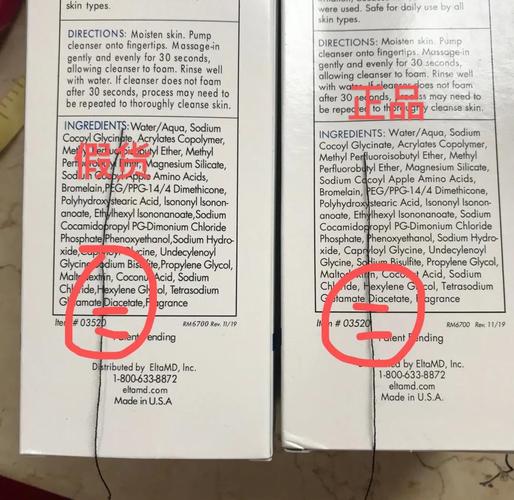 skin types.
DIRECTIONS: Moisten skin. Pump
cleanser onto fingertips. Massage-in
gently and evenly for 30 seconds,
allowing cleanser to foam. Rinse well
with water. If cleanser does not foam
after 30 seconds, process may need to
be repeated to thoroughly cleanse skin.
INGREDIENTS: Water/Aqua, Sodium
Cocoyl Glycinate, Acrylates Copolymer,
Methyl Perfluoroisobutyl Ether, Methyl
Perfluorobutyl Ether, Magnesium Silicate,
Sodium Cocoyl Apple Amino Acids,
Bromelain,PEG/PPG-14/4 Dimethicone,
Polyhydroxystearic Acid, Isononyl Isonon-
anoate, Ethylhexyl Isononanoate,Sodium
Cocamidopropyl PG-Dimonium Chloride
Phosphate,Phenoxyethanol,Sodium Hydro-
xide, Capryloyl Glycine, Undecylenoyl
Glycine,Sodium Bisulfite,Propylene Glycol,
Maltodextrin, Coconut Acid, Sodium
Chloride,Hexylene Glycol, Tetrasodium
Glutamate Diacetate,Fragrance
Item # 03520
RM6700 Rev. 11/19
Patent Pending
Distributed by EltaMD, Inc.
1-800-633-8872
eltamd.com
Made in U.S.A.
假货
were used. Safe for daily use by all
skin types.
DIRECTIONS: Moisten skin. Pump
cleanser onto fingertips. Massage-in
gently and evenly for 30 seconds,
allowing cleanser to foam. Rinse well
with water. If cleanser does not foam
after 30 seconds, process may need to
be repeated to thoroughly cleanse skin.
INGREDIENTS: Water/Aqua, Sodium
Cocoyl Glycinate, Acrylates Copolymer,
Methyl Perfluoroisobutyl Ether, Methyl
Perfluorobutyl Ether, Magnesium Silicate,
Sodium Cocoyl Apple Amino Acids,
Bromelain, PEG/PPG-14/4 Dimethicone,
Polyhydroxystearic Acid, Isononyl Isonon-
anoate, Ethylhexyl Isononanoate, Sodium
Cocamidopropyl PG-Dimonium Chloride
Phosphate, Phenoxyethanol, Sodium Hydro-
xide, Capryloyl Glycine, Undecylenoyl
Glycine, Sodium Bisulfite, Propylene Glycol,
Maltodextrin, Coconut Acid, Sodium
Chloride, Hexylene Glycol, Tetrasodium
Glutamate Diacetate, Fragrance
Item # 03520
RM6700 Rev. 11/19
Patent Pending
Distributed by EltaMD, Inc.
1-800-633-8872
eltamd.com
Made in U.S.A.
正品